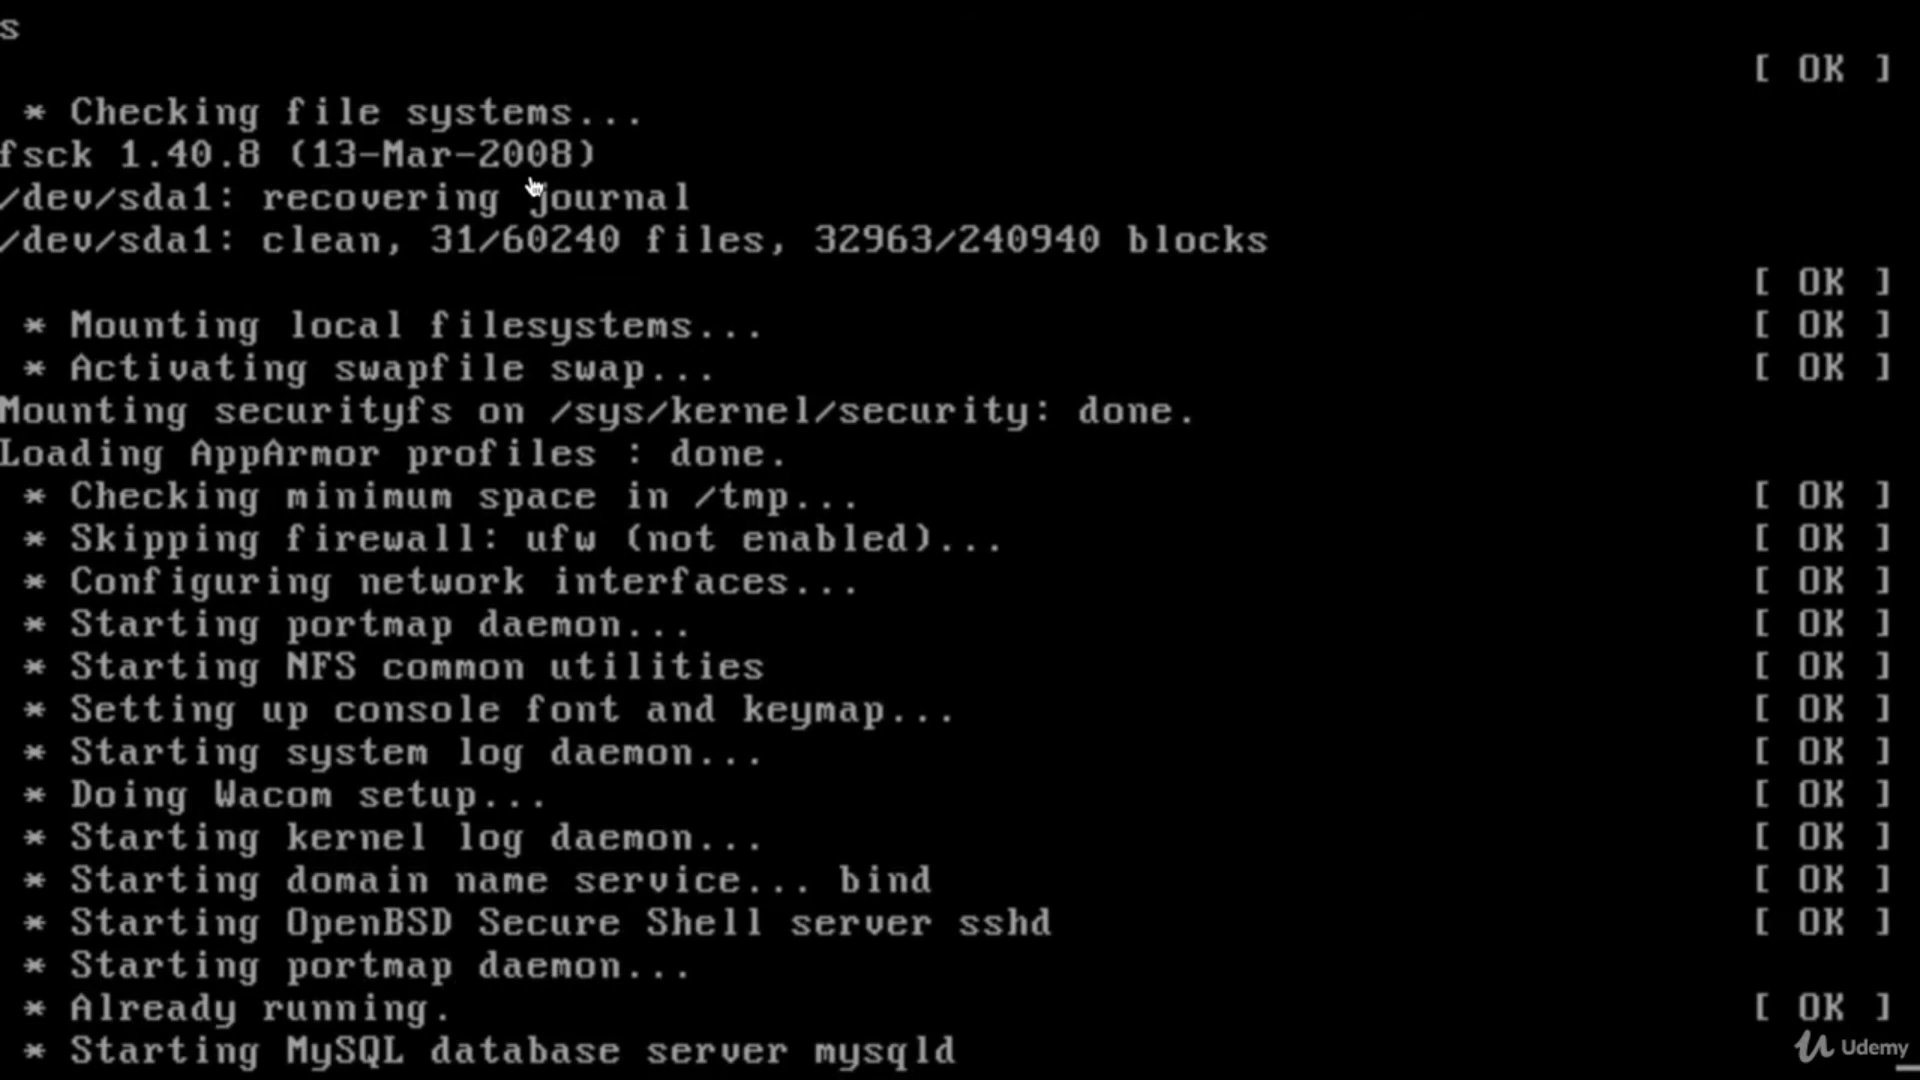 s
[ OK ]
* Checking file systems...
fsck 1.40.8 (13-Mar-2008)
/dev/sda1: recovering journal
/dev/sda1: clean, 31/60240 files, 32963/240940 blocks
[ OK ]
* Mounting local filesystems... [ OK ]
* Activating swapfile swap... [ OK ]
Mounting securityfs on /sys/kernel/security: done.
Loading AppArmor profiles : done.
* Checking minimum space in /tmp... [ OK ]
* Skipping firewall: ufw (not enabled)... [ OK ]
* Configuring network interfaces... [ OK ]
* Starting portmap daemon... [ OK ]
* Starting NFS common utilities [ OK ]
* Setting up console font and keymap... [ OK ]
* Starting system log daemon... [ OK ]
* Doing Wacom setup... [ OK ]
* Starting kernel log daemon... [ OK ]
* Starting domain name service... bind [ OK ]
* Starting OpenBSD Secure Shell server sshd [ OK ]
* Starting portmap daemon...
* Already running. [ OK ]
* Starting MySQL database server mysqld
Udemy